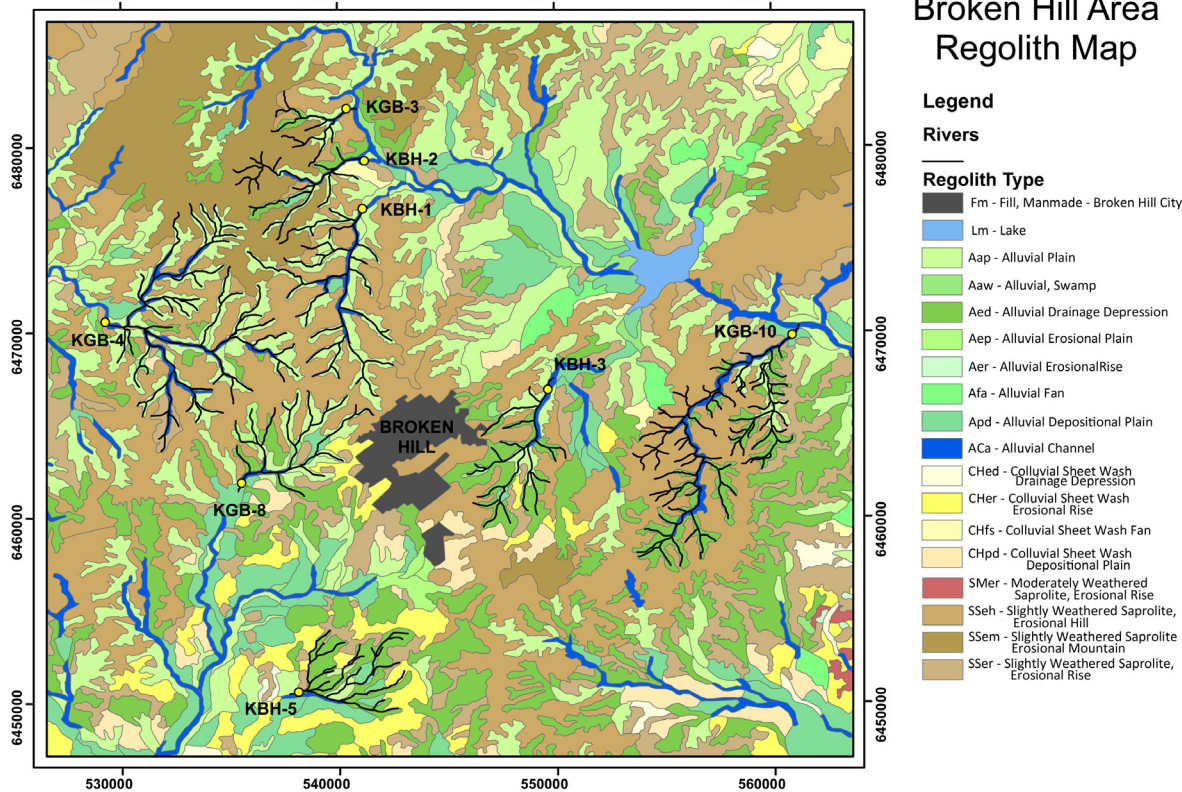 Broken Hill Area
Regolith Map
Legend
Rivers
Regolith Type
Fm - Fill, Manmade - Broken Hill City
Lm - Lake
Aap - Alluvial Plain
Aaw - Alluvial, Swamp
Aed - Alluvial Drainage Depression
Aep - Alluvial Erosional Plain
Aer - Alluvial ErosionalRise
Afa - Alluvial Fan
Apd - Alluvial Depositional Plain
ACa - Alluvial Channel
CHed - Colluvial Sheet Wash
Drainage Depression
CHer - Colluvial Sheet Wash
Erosional Rise
CHfs - Colluvial Sheet Wash Fan
CHpd - Colluvial Sheet Wash
Depositional Plain
SMer - Moderately Weathered
Saprolite, Erosional Rise
SSeh - Slightly Weathered Saprolite,
Erosional Hill
SSem - Slightly Weathered Saprolite
Erosional Mountain
SSer - Slightly Weathered Saprolite,
Erosional Rise
KGB-3
KBH-2
KBH-1
KGB-4
KGB-10
KBH-3
BROKEN
HILL
KGB-8
KBH-5
6480000
6470000
6460000
6450000
6480000
6470000
6460000
6450000
530000
540000
550000
560000